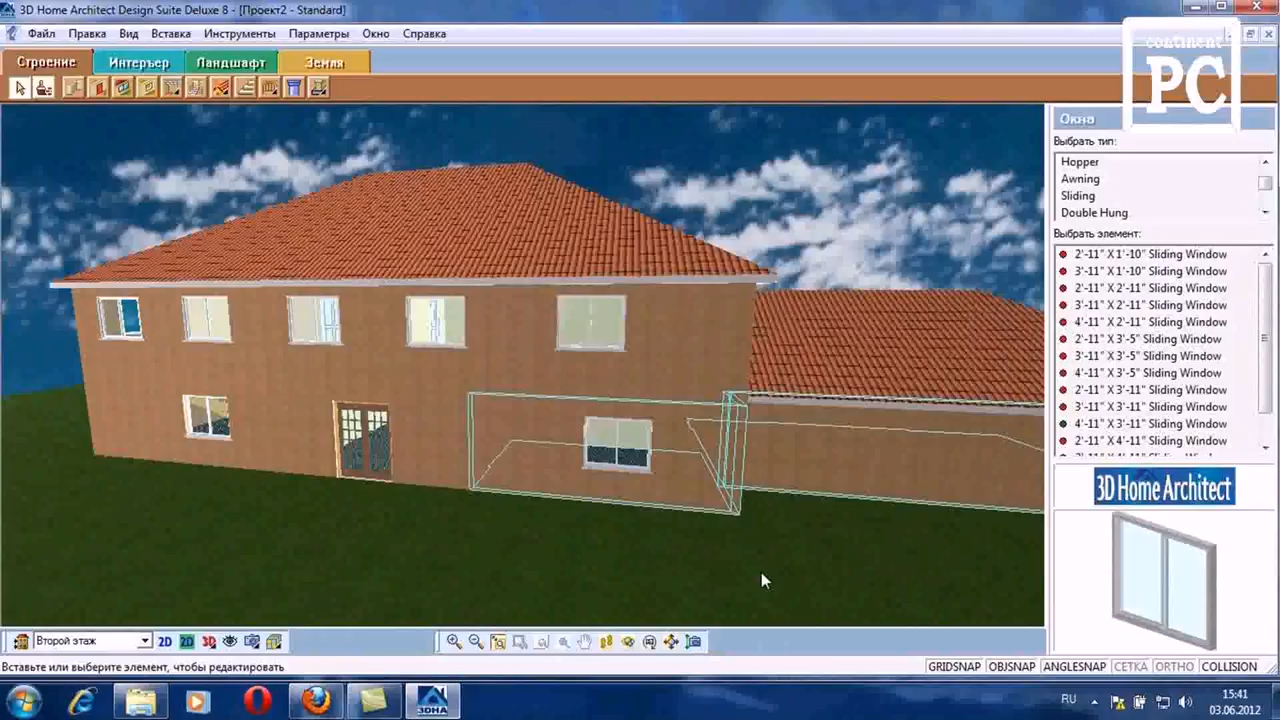 3D Home Architect Design Suite Deluxe 8 - [Проект2 - Standard]
Файл Правка Вид Вставка Инструменты Параметры Окно Справка
continent
PC
Строение Интерьер Ландшафт Земля
Окна
Выбрать тип:
Hopper
Awning
Sliding
Double Hung
Выбрать элемент:
2'-11" X 1'-10" Sliding Window
3'-11" X 1'-10" Sliding Window
2'-11" X 2'-11" Sliding Window
3'-11" X 2'-11" Sliding Window
4'-11" X 2'-11" Sliding Window
2'-11" X 3'-5" Sliding Window
3'-11" X 3'-5" Sliding Window
4'-11" X 3'-5" Sliding Window
2'-11" X 3'-11" Sliding Window
3'-11" X 3'-11" Sliding Window
4'-11" X 3'-11" Sliding Window
2'-11" X 4'-11" Sliding Window
3D Home Architect
Второй этаж 2D 2D 3D
Вставьте или выберите элемент, чтобы редактировать
GRIDSNAP OBJSNAP ANGLESNAP СЕТКА ORTHO COLLISION
3DHA
RU
15:41
03.06.2012